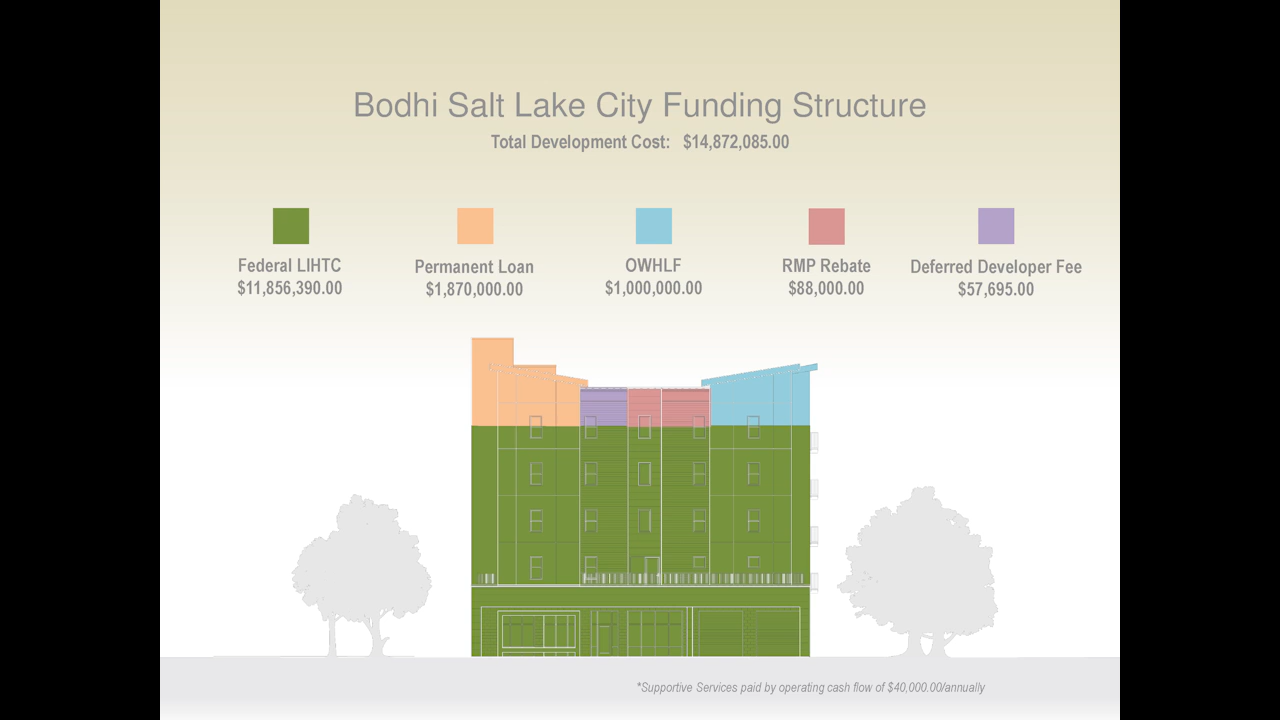 Bodhi Salt Lake City Funding Structure
Total Development Cost: $14,872,085.00
Federal LIHTC
$11,856,390.00
Permanent Loan
$1,870,000.00
OWHLF
$1,000,000.00
RMP Rebate
$88,000.00
Deferred Developer Fee
$57,695.00
*Supportive Services paid by operating cash flow of $40,000.00/annually